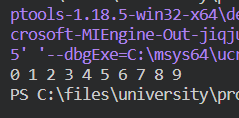 ptools-1.18.5-win32-x64\de
crosoft-MIEngine-Out-jiqju
5' '--dbgExe=C:\msys64\ucr
0 1 2 3 4 5 6 7 8 9
PS C:\files\university\pro